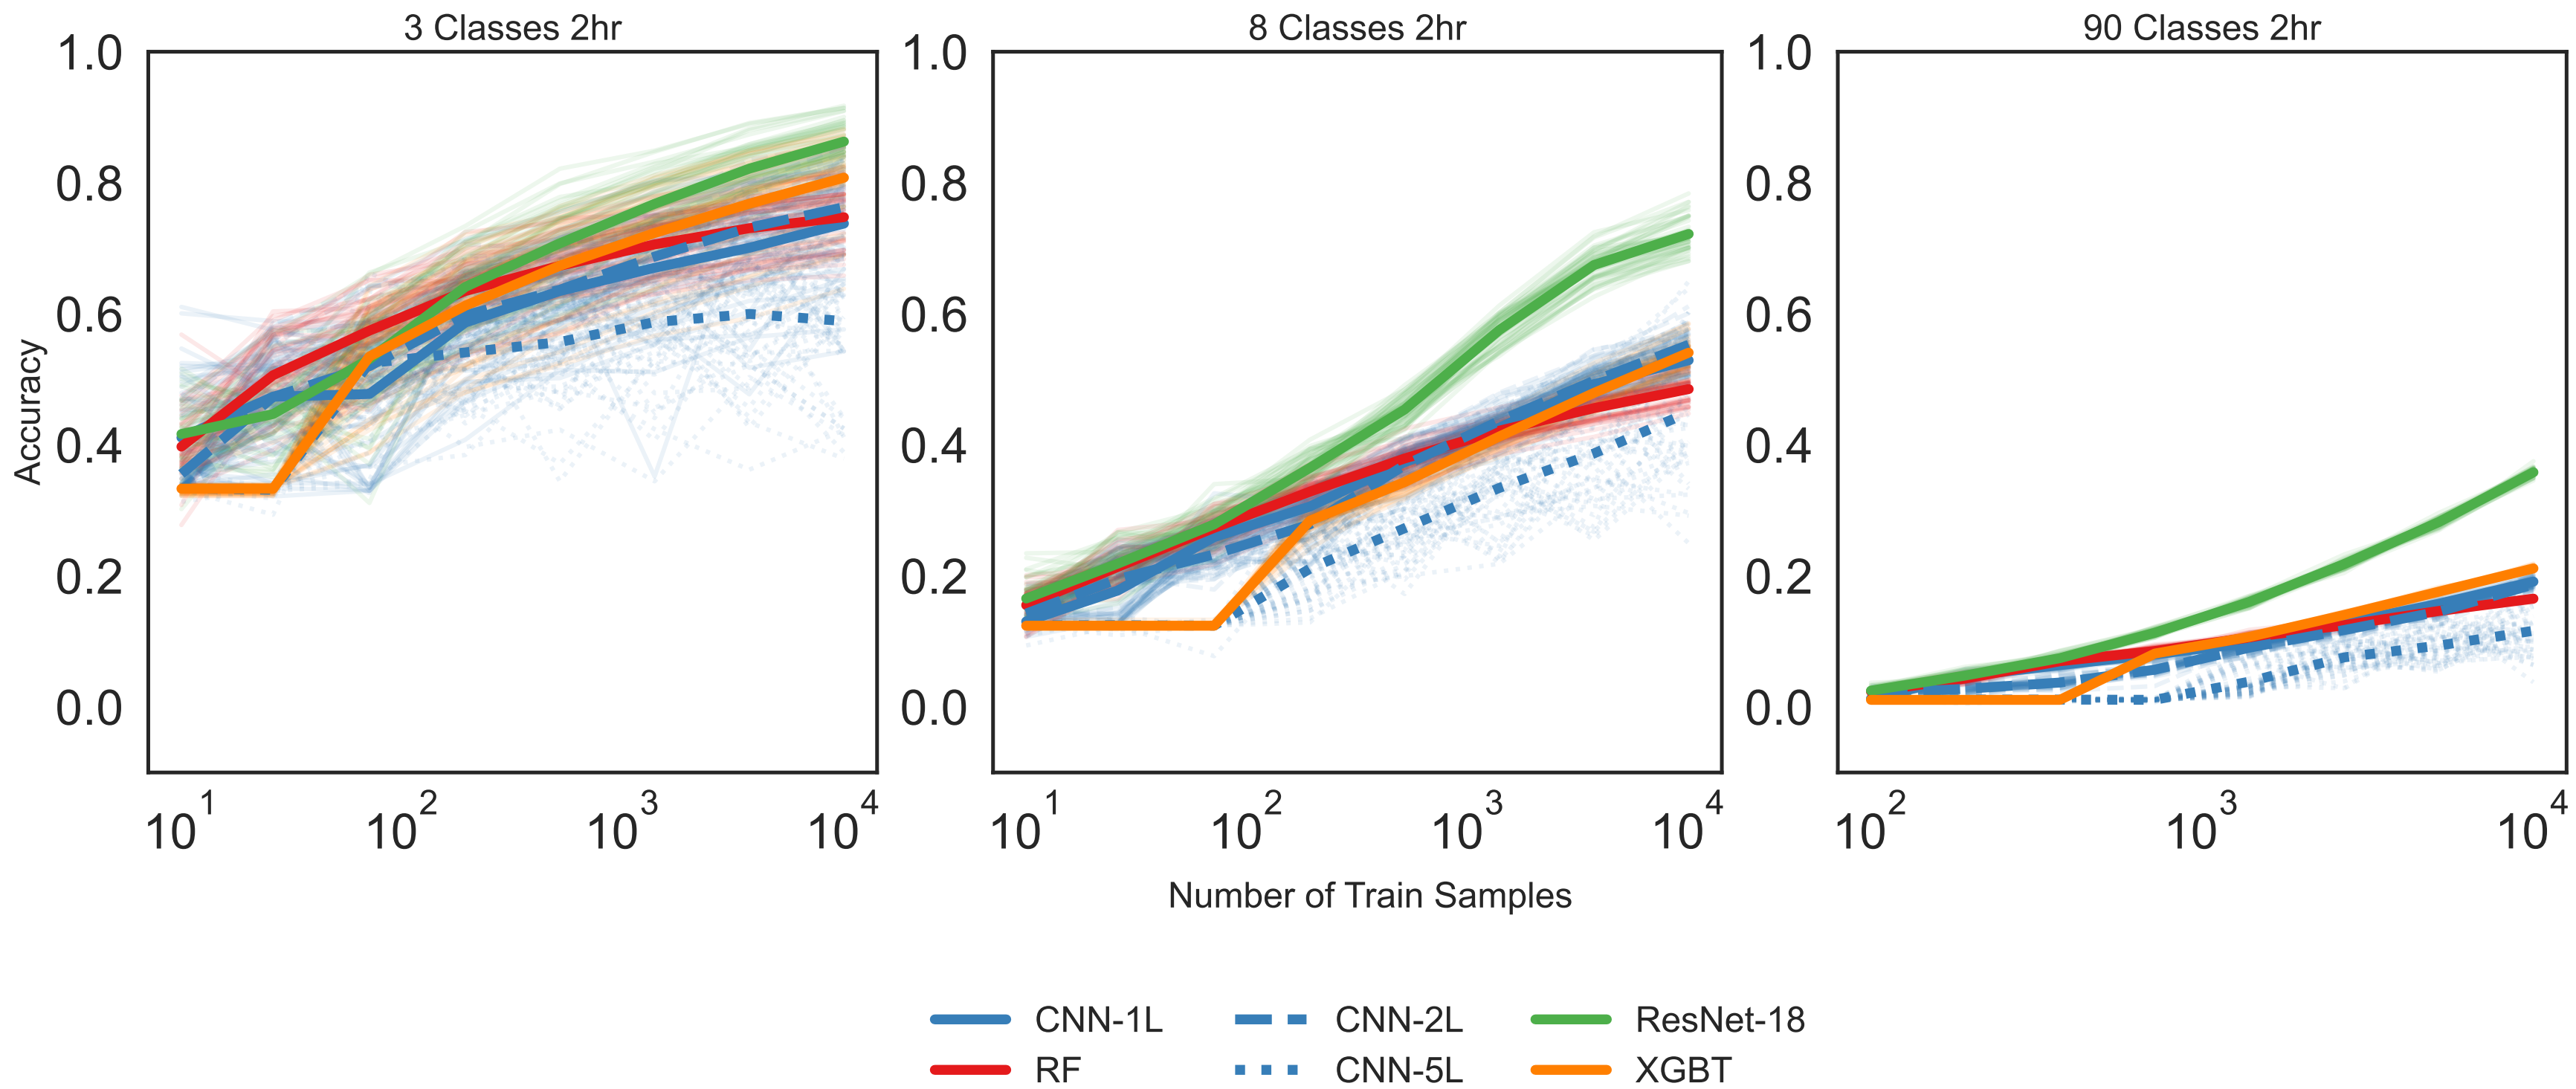 3 Classes 2hr 8 Classes 2hr 90 Classes 2hr
1.0 1.0 1.0
0.8 0.8 0.8
0.6 0.6 0.6
Accuracy
0.4 0.4 0.4
0.2 0.2 0.2
0.0 0.0 0.0
10^1 10^2 10^3 10^4 10^1 10^2 10^3 10^4 10^2 10^3 10^4
Number of Train Samples
CNN-1L CNN-2L ResNet-18
RF CNN-5L XGBT